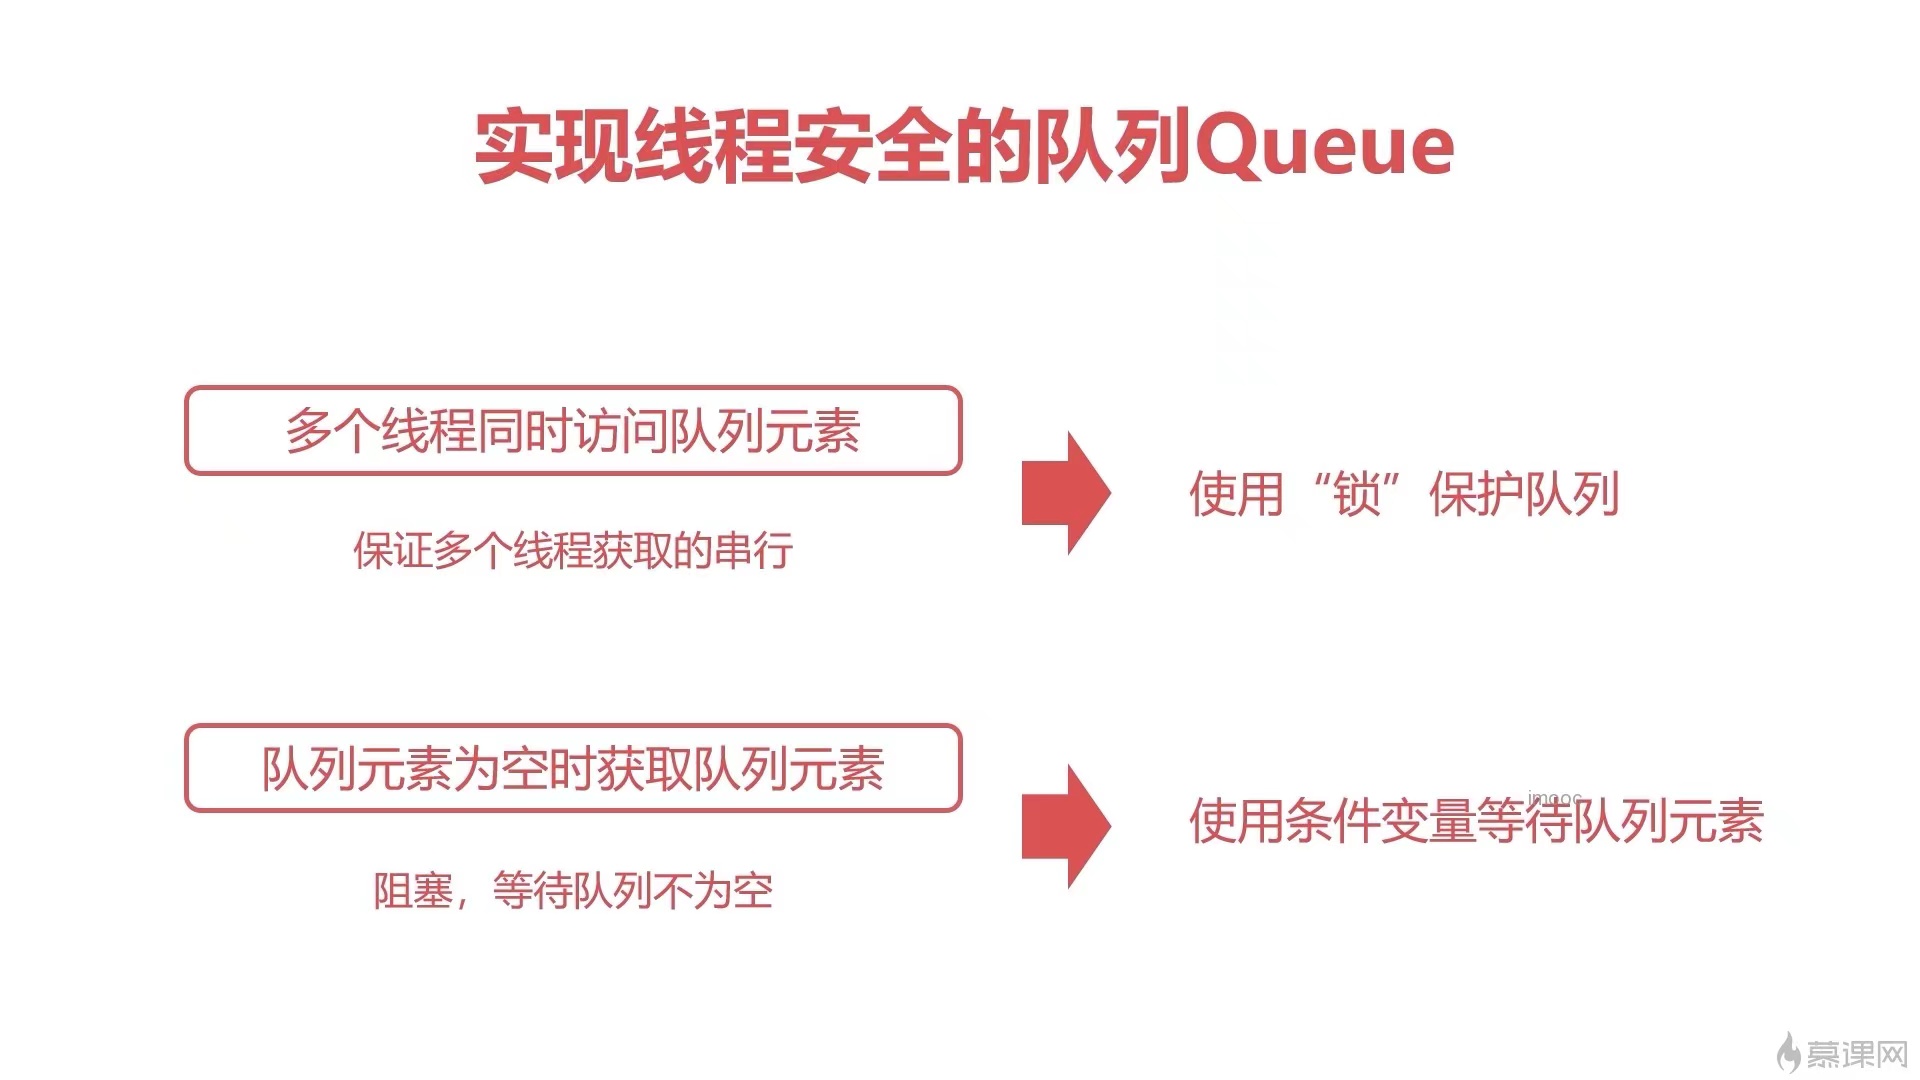 实现线程安全的队列Queue
多个线程同时访问队列元素
保证多个线程获取的串行
使用“锁”保护队列
队列元素为空时获取队列元素
阻塞，等待队列不为空
使用条件变量等待队列元素
imooc
慕课网